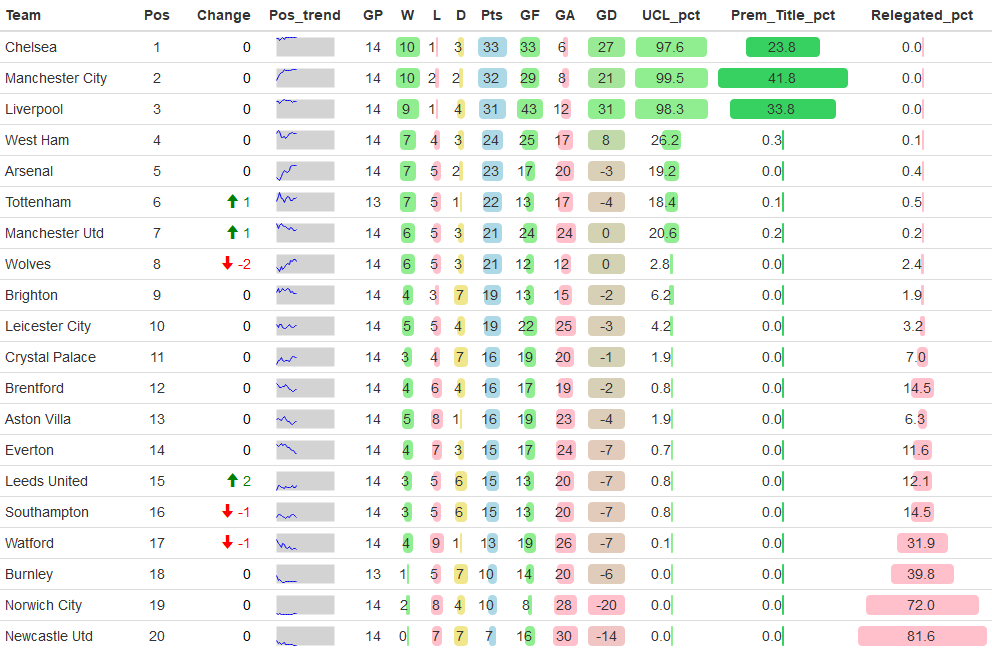 Team Pos Change Pos_trend GP W L D Pts GF GA GD UCL_pct Prem_Title_pct Relegated_pct
Chelsea 1 0 14 10 1 3 33 33 6 27 97.6 23.8 0.0
Manchester City 2 0 14 10 2 2 32 29 8 21 99.5 41.8 0.0
Liverpool 3 0 14 9 1 4 31 43 12 31 98.3 33.8 0.0
West Ham 4 0 14 7 4 3 24 25 17 8 26.2 0.3 0.1
Arsenal 5 0 14 7 5 2 23 17 20 -3 19.2 0.0 0.4
Tottenham 6 1 13 7 5 1 22 13 17 -4 18.4 0.1 0.5
Manchester Utd 7 1 14 6 5 3 21 24 24 0 20.6 0.2 0.2
Wolves 8 -2 14 6 5 3 21 12 12 0 2.8 0.0 2.4
Brighton 9 0 14 4 3 7 19 13 15 -2 6.2 0.0 1.9
Leicester City 10 0 14 5 5 4 19 22 25 -3 4.2 0.0 3.2
Crystal Palace 11 0 14 3 4 7 16 19 20 -1 1.9 0.0 7.0
Brentford 12 0 14 4 6 4 16 17 19 -2 0.8 0.0 14.5
Aston Villa 13 0 14 5 8 1 16 19 23 -4 1.9 0.0 6.3
Everton 14 0 14 4 7 3 15 17 24 -7 0.7 0.0 11.6
Leeds United 15 2 14 3 5 6 15 13 20 -7 0.8 0.0 12.1
Southampton 16 -1 14 3 5 6 15 13 20 -7 0.8 0.0 14.5
Watford 17 -1 14 4 9 1 13 19 26 -7 0.1 0.0 31.9
Burnley 18 0 13 1 5 7 10 14 20 -6 0.0 0.0 39.8
Norwich City 19 0 14 2 8 4 10 8 28 -20 0.0 0.0 72.0
Newcastle Utd 20 0 14 0 7 7 7 16 30 -14 0.0 0.0 81.6